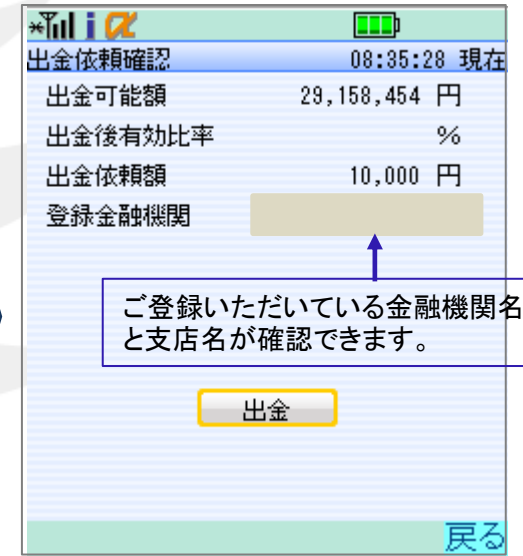 i α
出金依頼確認 08:35:28 現在
出金可能額 29,158,454 円
出金後有効比率 %
出金依頼額 10,000 円
登録金融機関
ご登録いただいている金融機関名
と支店名が確認できます。
出金
戻る